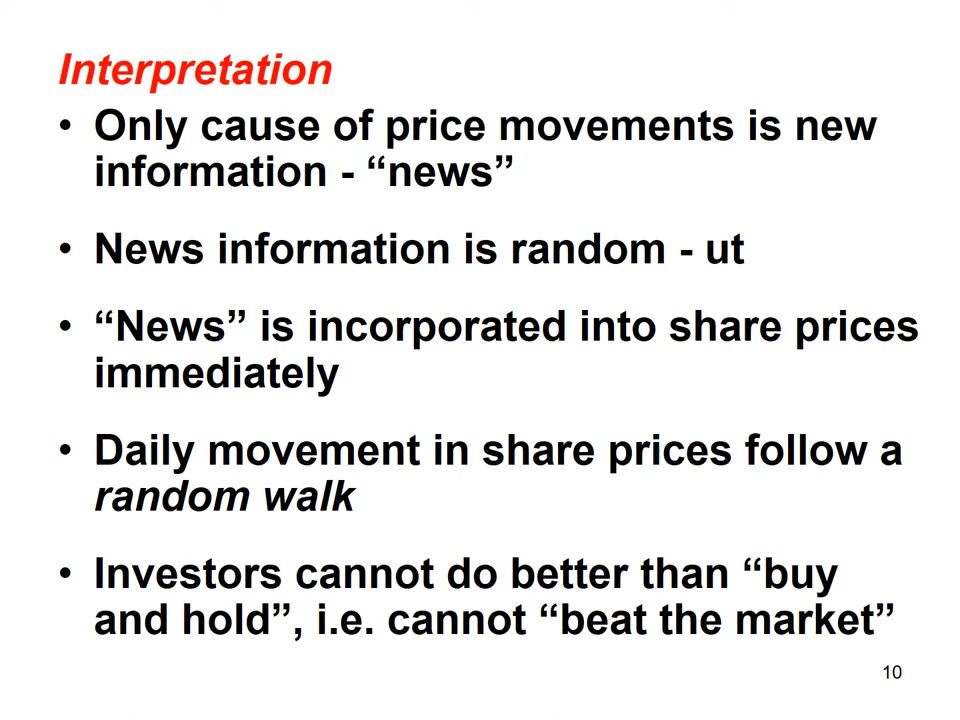 Interpretation
• Only cause of price movements is new
information - “news”
• News information is random - ut
• “News” is incorporated into share prices
immediately
• Daily movement in share prices follow a
random walk
• Investors cannot do better than “buy
and hold”, i.e. cannot “beat the market”
10